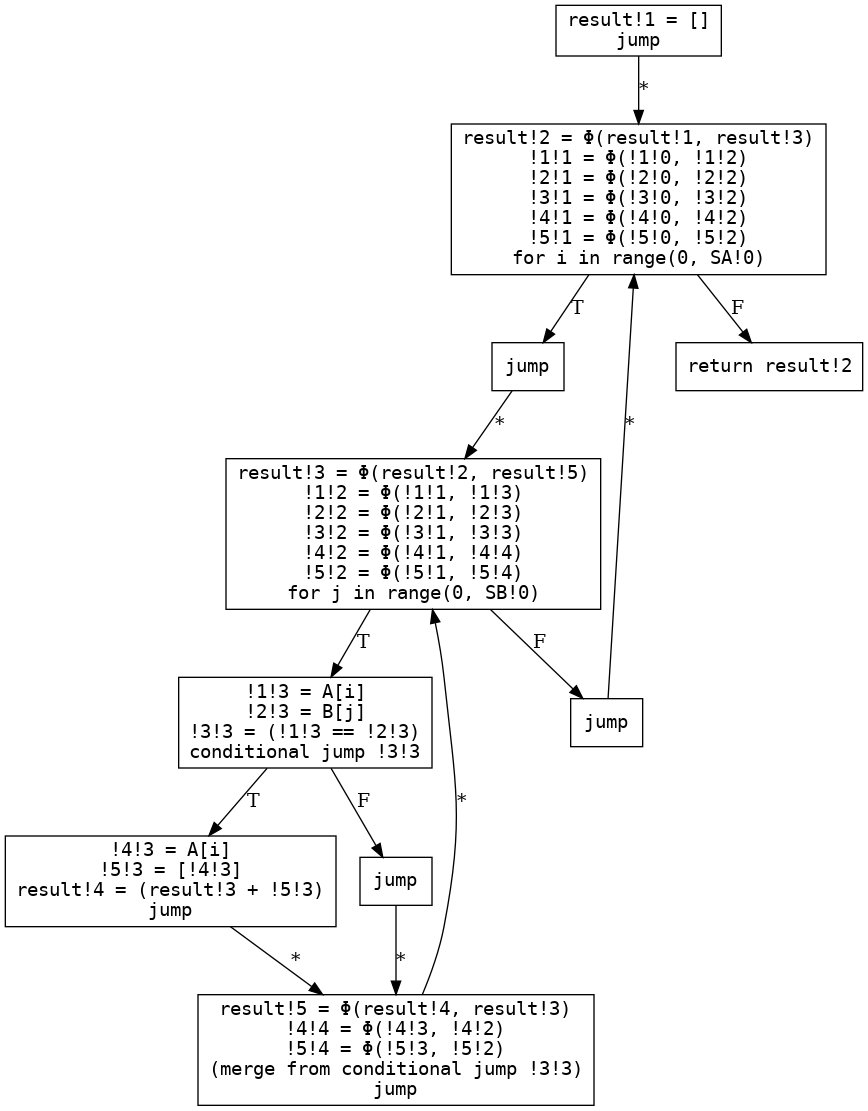 result!1 = []
jump
*
result!2 = Φ(result!1, result!3)
!1!1 = Φ(!1!0, !1!2)
!2!1 = Φ(!2!0, !2!2)
!3!1 = Φ(!3!0, !3!2)
!4!1 = Φ(!4!0, !4!2)
!5!1 = Φ(!5!0, !5!2)
for i in range(0, SA!0)
T
F
jump
return result!2
*
*
result!3 = Φ(result!2, result!5)
!1!2 = Φ(!1!1, !1!3)
!2!2 = Φ(!2!1, !2!3)
!3!2 = Φ(!3!1, !3!3)
!4!2 = Φ(!4!1, !4!4)
!5!2 = Φ(!5!1, !5!4)
for j in range(0, SB!0)
T
F
!1!3 = A[i]
!2!3 = B[j]
!3!3 = (!1!3 == !2!3)
conditional jump !3!3
jump
T
F
*
!4!3 = A[i]
!5!3 = [!4!3]
result!4 = (result!3 + !5!3)
jump
jump
*
*
result!5 = Φ(result!4, result!3)
!4!4 = Φ(!4!3, !4!2)
!5!4 = Φ(!5!3, !5!2)
(merge from conditional jump !3!3)
jump